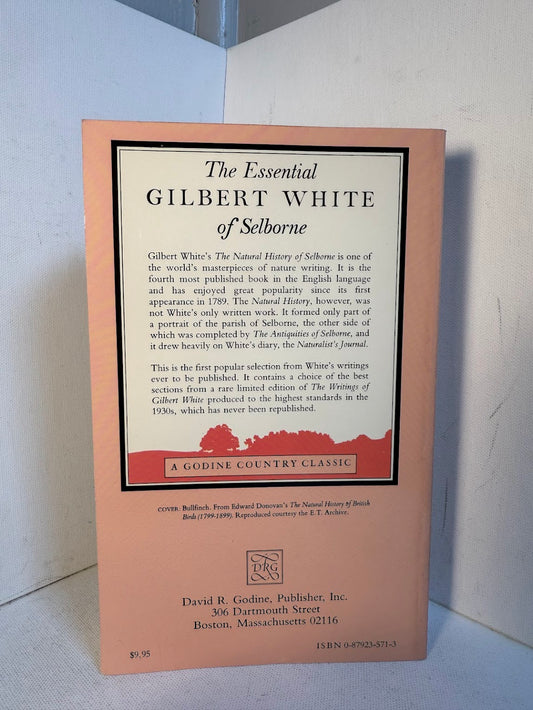 The Essential
GILBERT WHITE
of Selborne
Gilbert White's The Natural History of Selborne is one of
the world's masterpieces of nature writing. It is the
fourth most published book in the English language
and has enjoyed great popularity since its first
appearance in 1789. The Natural History, however, was
not White's only written work. It formed only part of
a portrait of the parish of Selborne, the other side of
which was completed by The Antiquities of Selborne, and
it drew heavily on White's diary, the Naturalist's Journal.
This is the first popular selection from White's writings
ever to be published. It contains a choice of the best
sections from a rare limited edition of The Writings of
Gilbert White produced to the highest standards in the
1930s, which has never been republished.
A GODINE COUNTRY CLASSIC
COVER: Bullfinch. From Edward Donovan's The Natural History of British
Birds (1799-1899). Reproduced courtesy the E.T. Archive.
DRG
David R. Godine, Publisher, Inc.
306 Dartmouth Street
Boston, Massachusetts 02116
ISBN 0-87923-571-3
$9.95